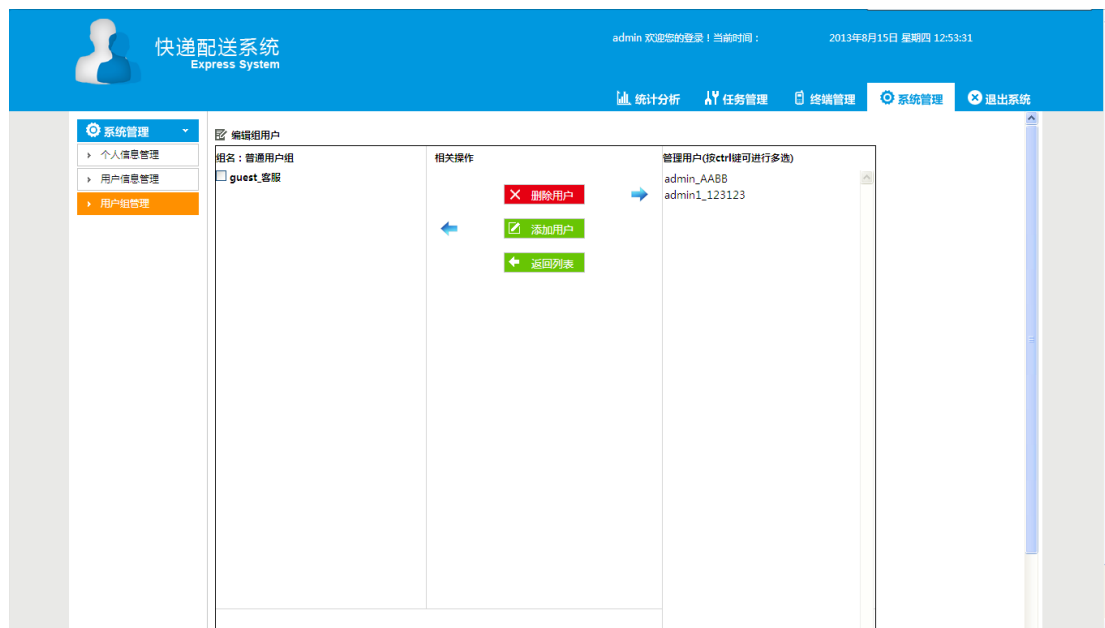 快递配送系统
Express System
admin 欢迎您的登录！当前时间： 2013年8月15日 星期四 12:53:31
统计分析 任务管理 终端管理 系统管理 退出系统
系统管理
个人信息管理
用户信息管理
用户组管理
编辑组用户
组名：普通用户组 相关操作 管理用户(按ctrl键可进行多选)
guest_客服
admin_AABB
删除用户
admin1_123123
添加用户
返回列表